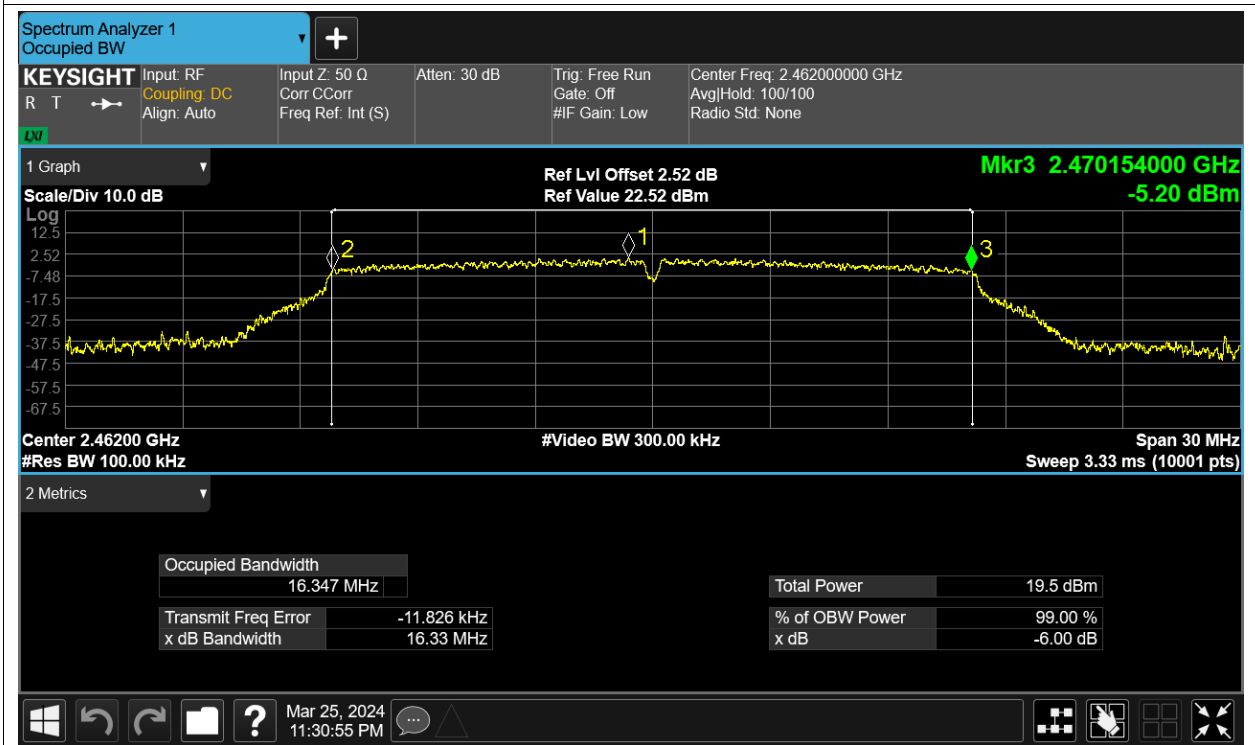 Spectrum Analyzer 1
Occupied BW
KEYSIGHT
R T
LXI
Input: RF
Coupling: DC
Align: Auto
Input Z: 50 Ω
Corr CCorr
Freq Ref: Int (S)
Atten: 30 dB
Trig: Free Run
Gate: Off
#IF Gain: Low
Center Freq: 2.462000000 GHz
Avg|Hold: 100/100
Radio Std: None
1 Graph
Scale/Div 10.0 dB
Ref Lvl Offset 2.52 dB
Ref Value 22.52 dBm
Mkr3 2.470154000 GHz
-5.20 dBm
Log
12.5
2.52
-7.48
-17.5
-27.5
-37.5
-47.5
-57.5
-67.5
2
1
3
Center 2.46200 GHz
#Res BW 100.00 kHz
#Video BW 300.00 kHz
Span 30 MHz
Sweep 3.33 ms (10001 pts)
2 Metrics
Occupied Bandwidth
16.347 MHz
Transmit Freq Error -11.826 kHz
x dB Bandwidth 16.33 MHz
Total Power 19.5 dBm
% of OBW Power 99.00 %
x dB -6.00 dB
?
Mar 25, 2024
11:30:55 PM